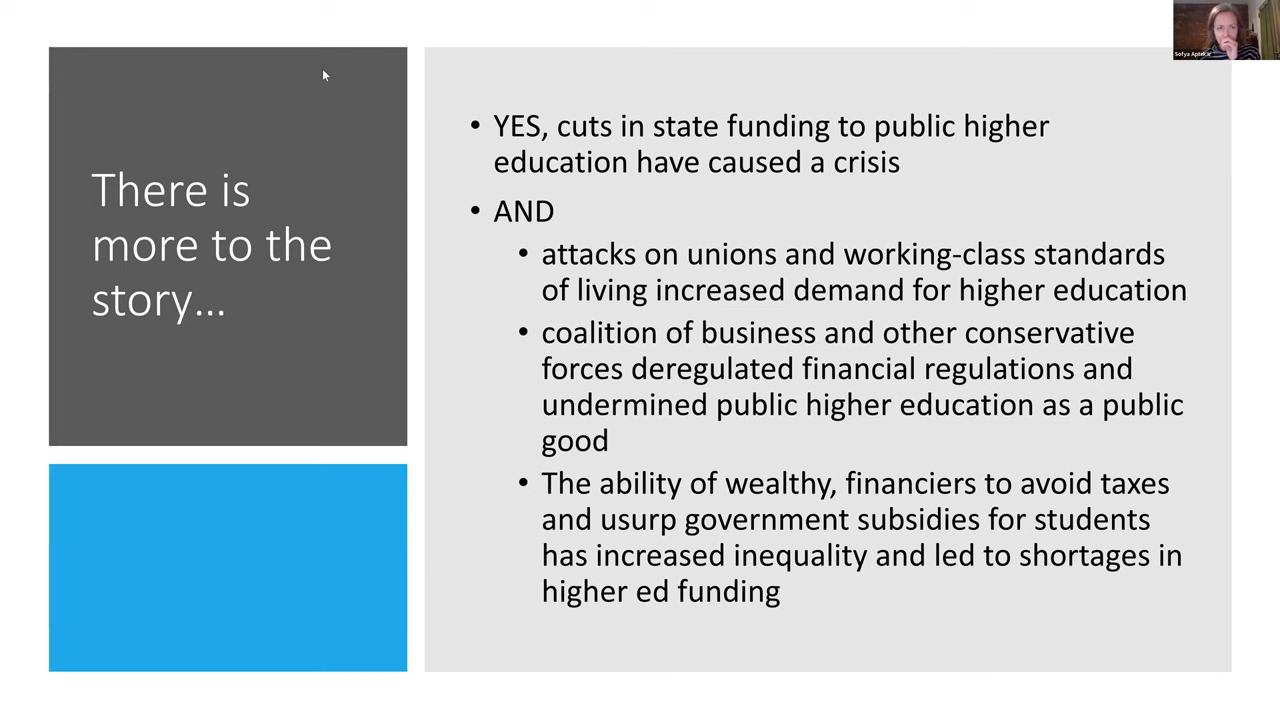 There is
more to the
story...
• YES, cuts in state funding to public higher
education have caused a crisis
• AND
• attacks on unions and working-class standards
of living increased demand for higher education
• coalition of business and other conservative
forces deregulated financial regulations and
undermined public higher education as a public
good
• The ability of wealthy, financiers to avoid taxes
and usurp government subsidies for students
has increased inequality and led to shortages in
higher ed funding
Sofya Aptekar